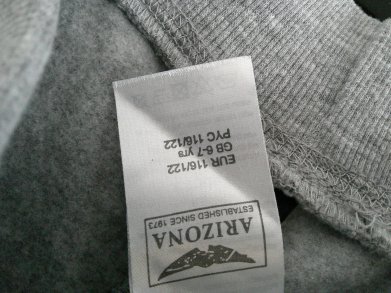 ARIZONA
ESTABLISHED SINCE 1973
EUR 116/122
GB 6-7 yrs
РУС 116/122